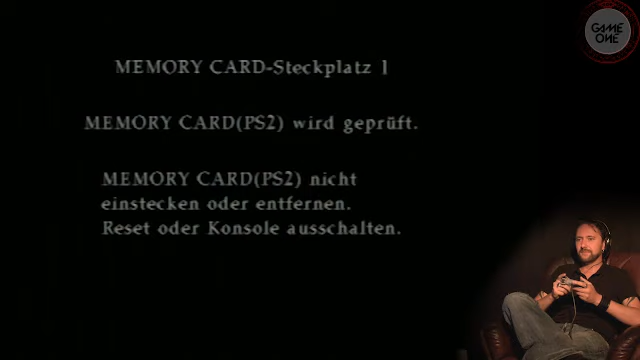 GAME
ONE
MEMORY CARD-Steckplatz 1
MEMORY CARD(PS2) wird geprüft.
MEMORY CARD(PS2) nicht
einstecken oder entfernen.
Reset oder Konsole ausschalten.